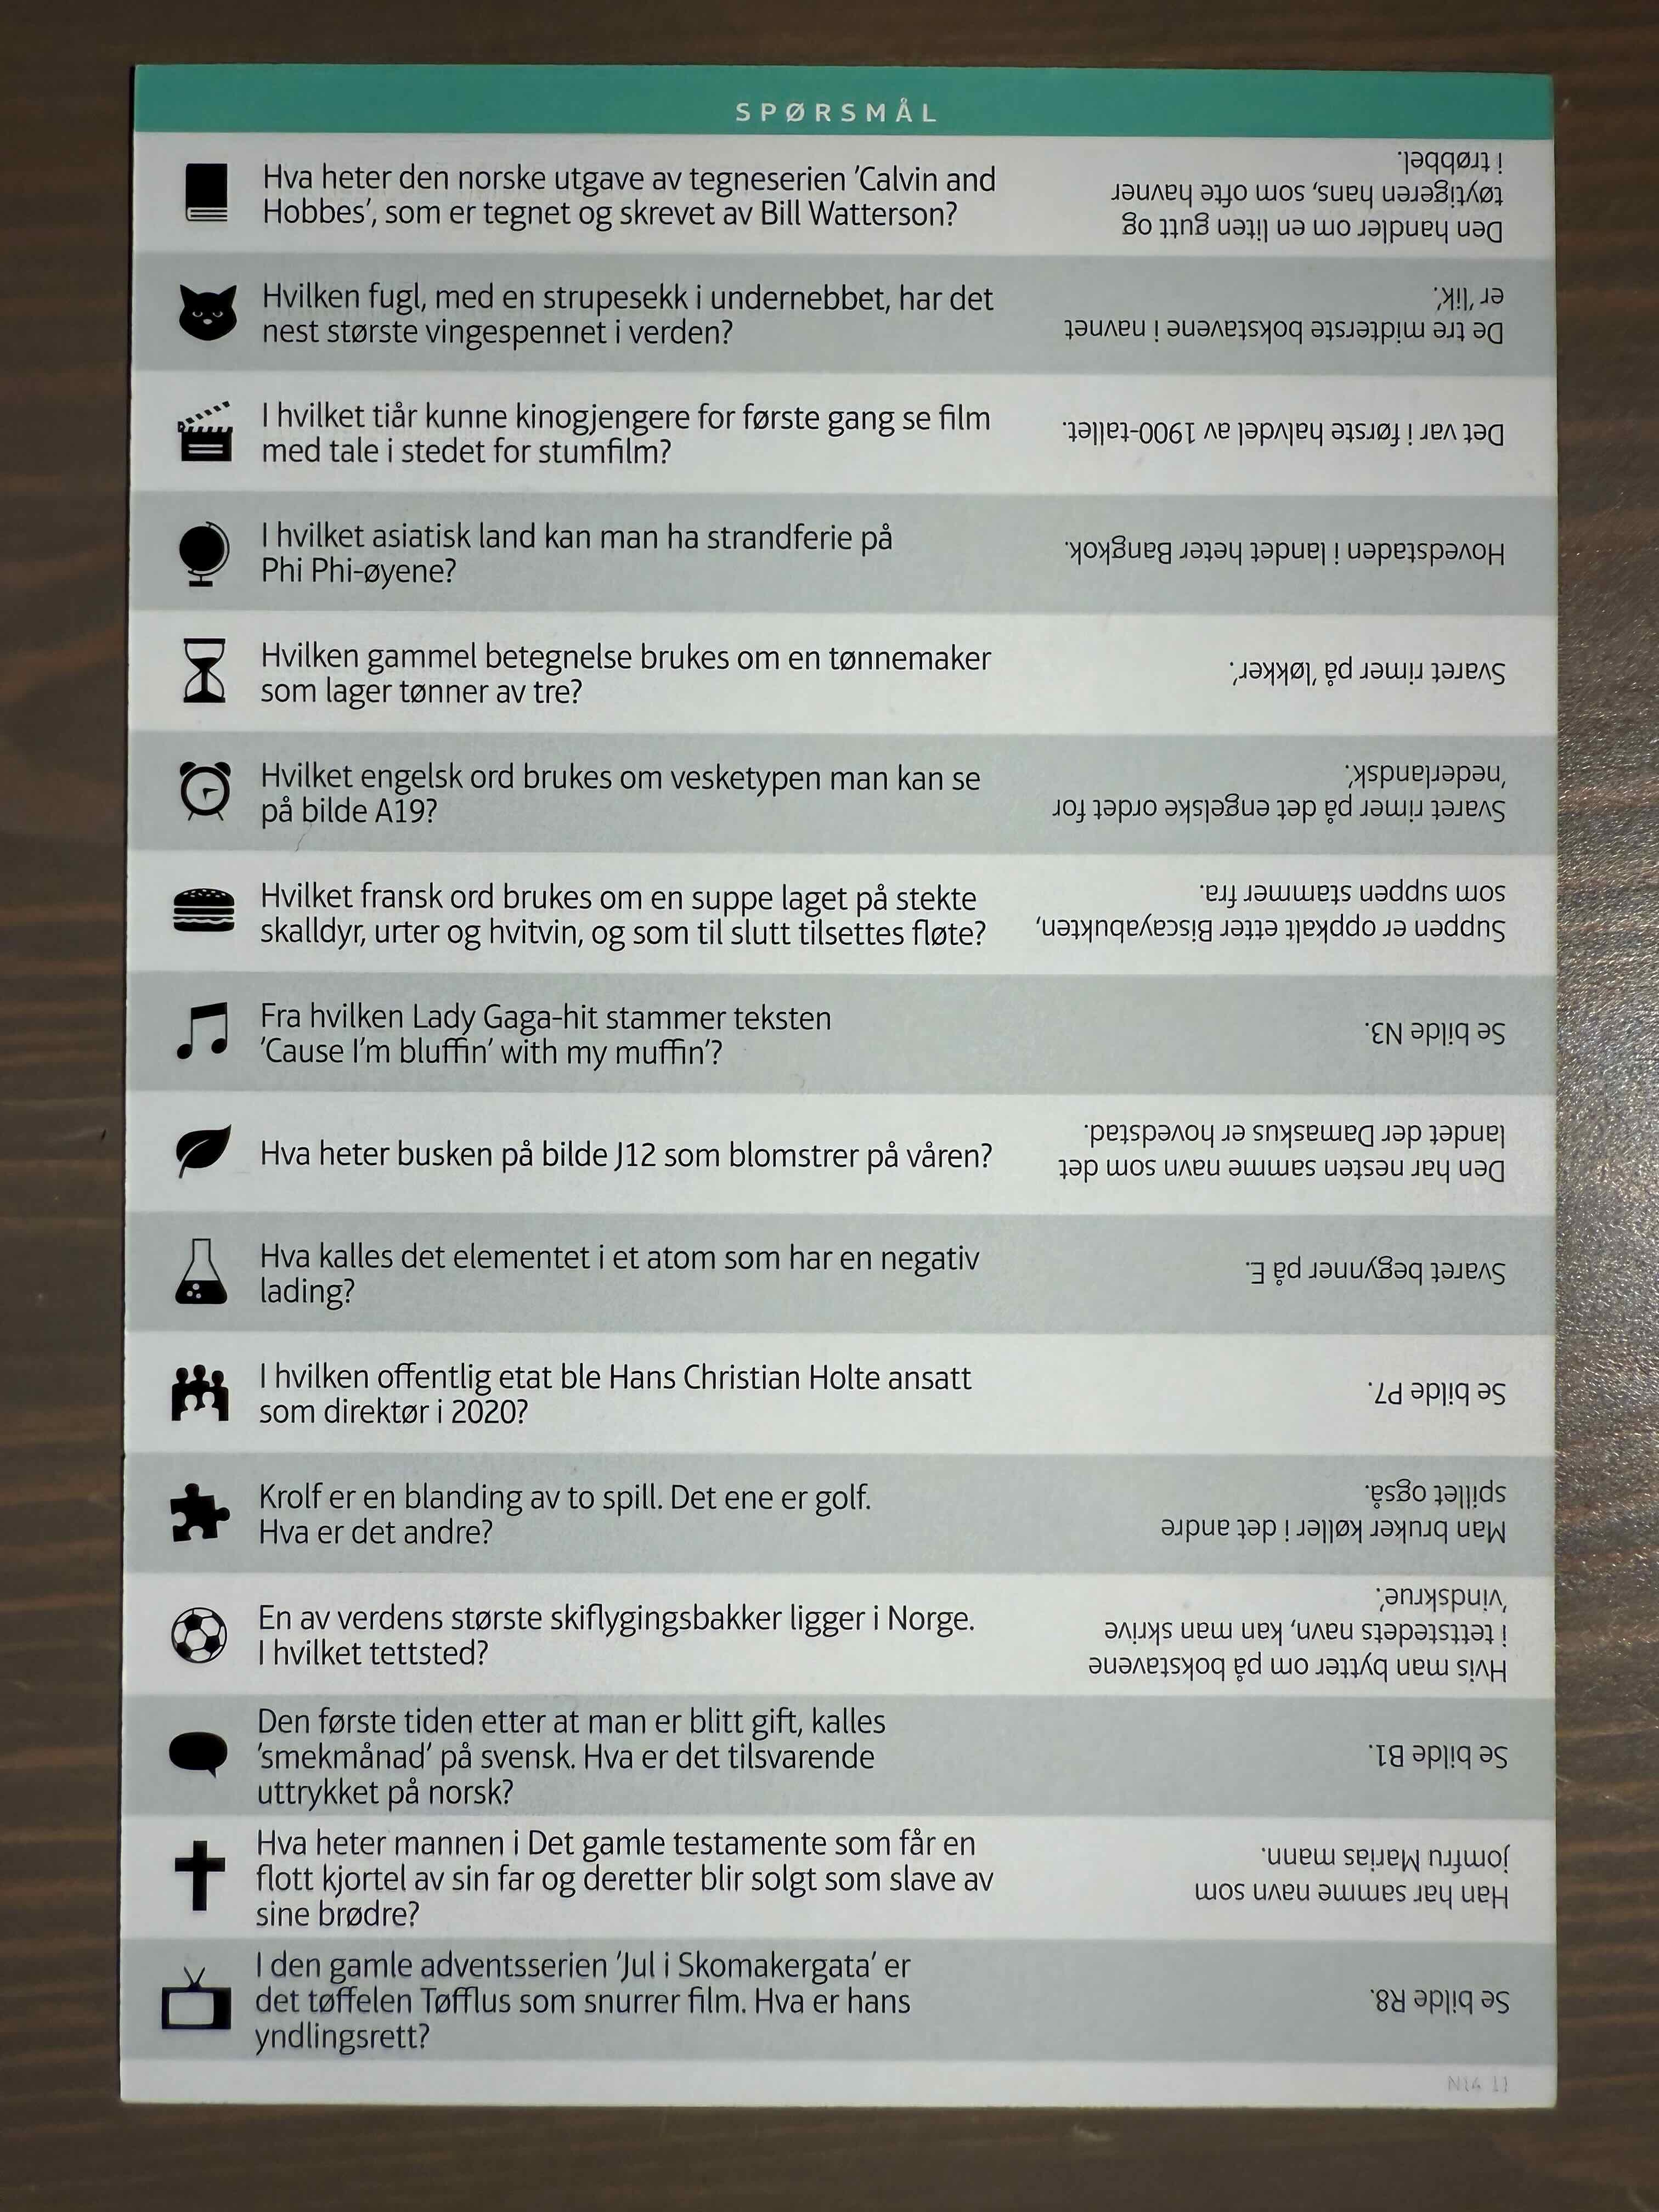 SPØRSMÅL
Hva heter den norske utgave av tegneserien 'Calvin and
Hobbes', som er tegnet og skrevet av Bill Watterson?
Den handler om en liten gutt og
tøytigeren hans, som ofte havner
i trøbbel.
Hvilken fugl, med en strupesekk i undernebbet, har det
nest største vingespennet i verden?
De tre midterste bokstavene i navnet
er 'lik'.
I hvilket tiår kunne kinogjengere for første gang se film
med tale i stedet for stumfilm?
Det var i første halvdel av 1900-tallet.
I hvilket asiatisk land kan man ha strandferie på
Phi Phi-øyene?
Hovedstaden i landet heter Bangkok.
Hvilken gammel betegnelse brukes om en tønnemaker
som lager tønner av tre?
Svaret rimer på 'løkker'.
Hvilket engelsk ord brukes om vesketypen man kan se
på bilde A19?
Svaret rimer på det engelske ordet for
'nederlandsk'.
Hvilket fransk ord brukes om en suppe laget på stekte
skalldyr, urter og hvitvin, og som til slutt tilsettes fløte?
Suppen er oppkalt etter Biscayabukten,
som suppen stammer fra.
Fra hvilken Lady Gaga-hit stammer teksten
'Cause I'm bluffin' with my muffin'?
Se bilde N3.
Hva heter busken på bilde J12 som blomstrer på våren?
Den har nesten samme navn som det
landet der Damaskus er hovedstad.
Hva kalles det elementet i et atom som har en negativ
lading?
Svaret begynner på E.
I hvilken offentlig etat ble Hans Christian Holte ansatt
som direktør i 2020?
Se bilde P7.
Krolf er en blanding av to spill. Det ene er golf.
Hva er det andre?
Man bruker køller i det andre
spillet også.
En av verdens største skiflygingsbakker ligger i Norge.
I hvilket tettsted?
Hvis man bytter om på bokstavene
i tettstedets navn, kan man skrive
'vindskrue'.
Den første tiden etter at man er blitt gift, kalles
'smekmånad' på svensk. Hva er det tilsvarende
uttrykket på norsk?
Se bilde B1.
Hva heter mannen i Det gamle testamente som får en
flott kjortel av sin far og deretter blir solgt som slave av
sine brødre?
Han har samme navn som
jomfru Marias mann.
I den gamle adventsserien 'Jul i Skomakergata' er
det tøffelen Tøfflus som snurrer film. Hva er hans
yndlingsrett?
Se bilde R8.